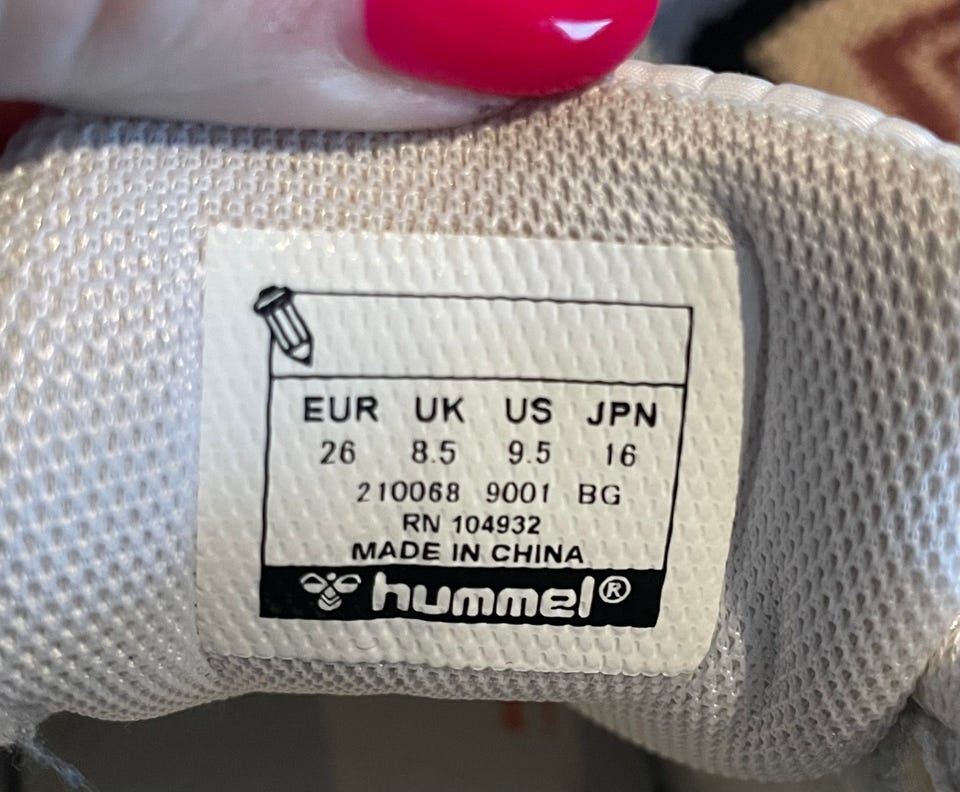 EUR UK US JPN
26 8.5 9.5 16
210068 9001 BG
RN 104932
MADE IN CHINA
hummel®